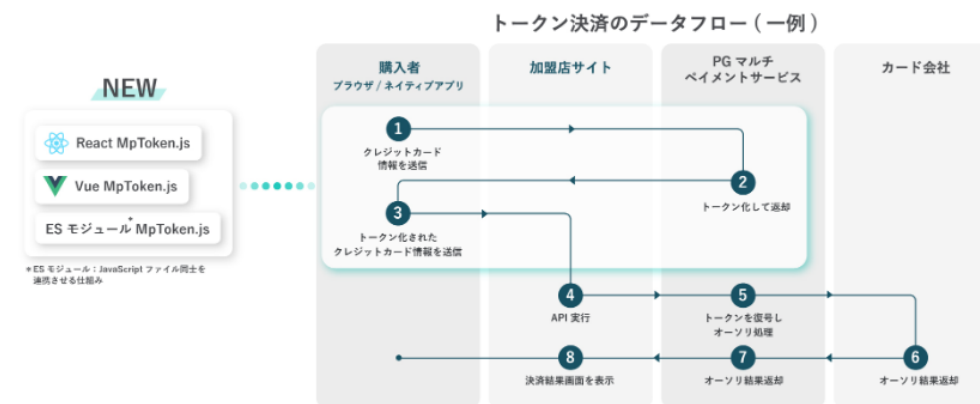 トークン決済のデータフロー ( 一例 )
購入者
ブラウザ / ネイティブアプリ
加盟店サイト
PG マルチ
ペイメントサービス
カード会社
NEW
React MpToken.js
Vue MpToken.js
ES モジュール* MpToken.js
*ES モジュール：JavaScript ファイル同士を
連携させる仕組み
1
クレジットカード
情報を送信
2
トークン化して返却
3
トークン化された
クレジットカード情報を送信
4
API 実行
5
トークンを復号し
オーソリ処理
6
オーソリ結果返却
7
オーソリ結果返却
8
決済結果画面を表示